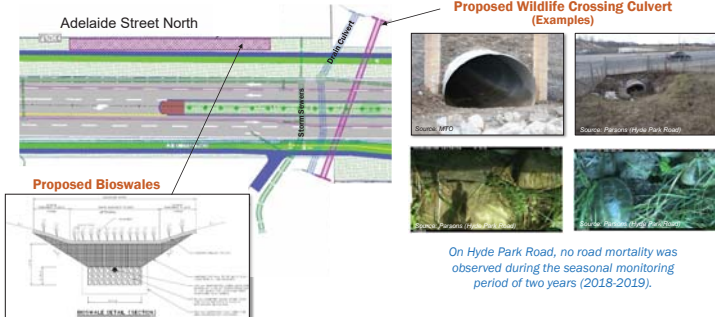 Adelaide Street North
Drain Culvert
Storm Sewers
Proposed Bioswales
BIOSWALE DETAIL (SECTION)
Proposed Wildlife Crossing Culvert
(Examples)
Source: MTO
Source: Parsons (Hyde Park Road)
Source: Parsons (Hyde Park Road)
Source: Parsons (Hyde Park Road)
On Hyde Park Road, no road mortality was
observed during the seasonal monitoring
period of two years (2018-2019).